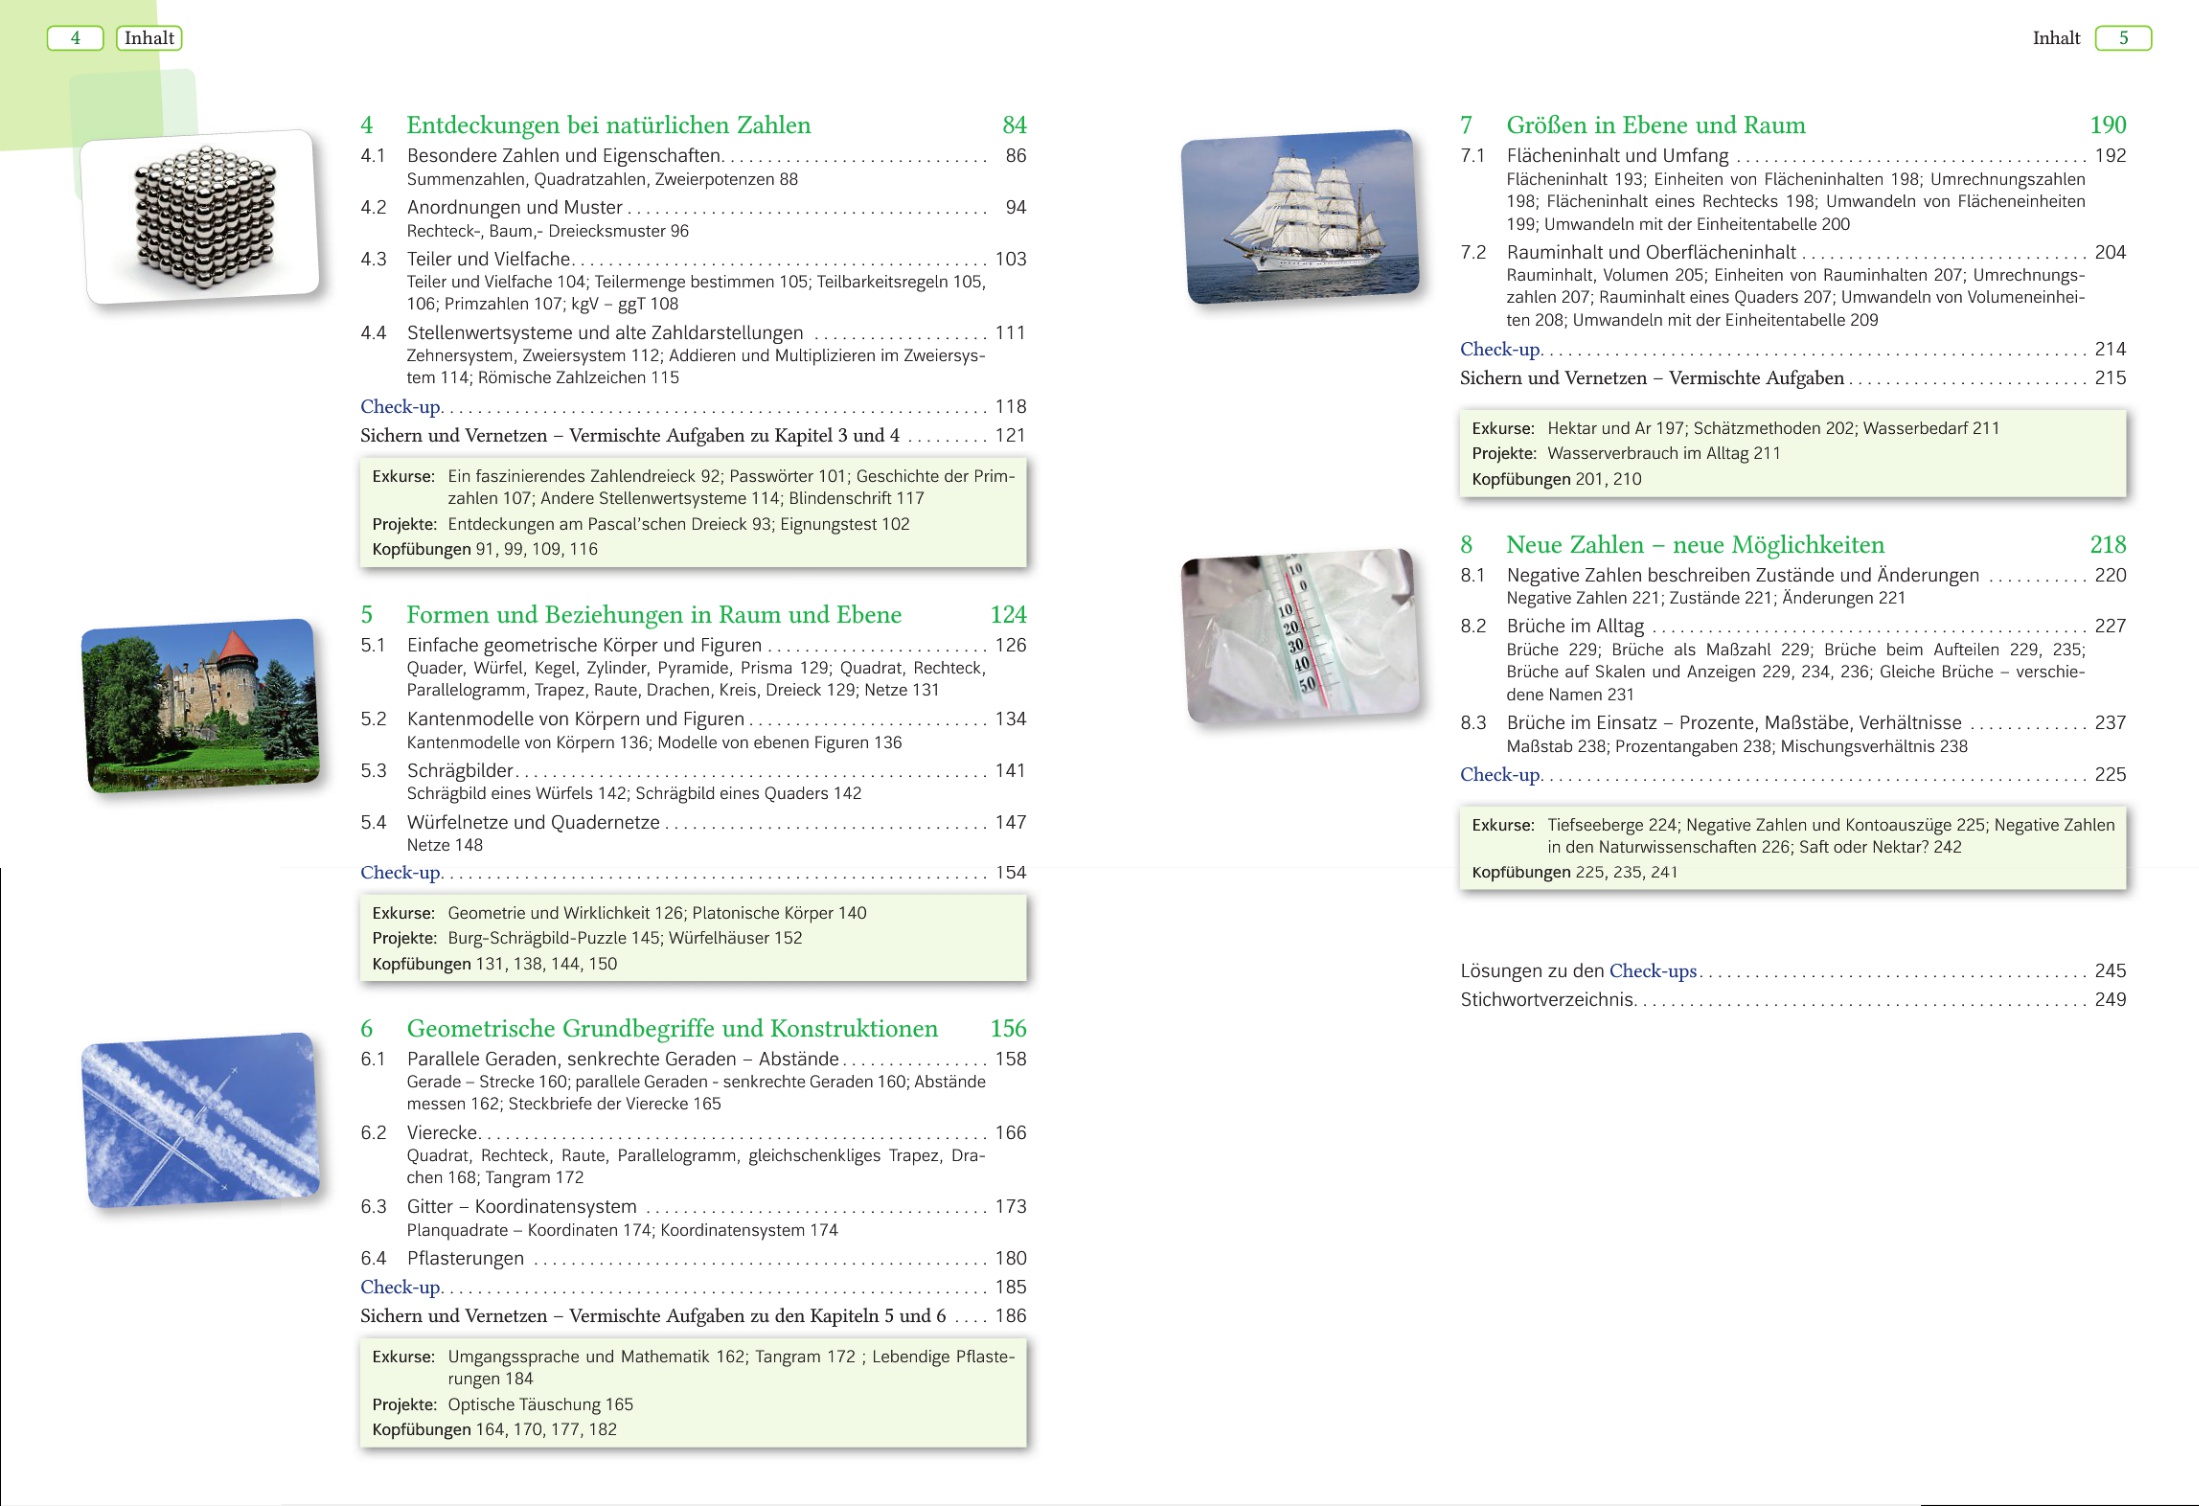 4 Inhalt
4 Entdeckungen bei natürlichen Zahlen 84
4.1 Besondere Zahlen und Eigenschaften. . . . . . . . . . . . . . . . . . . . . . . . . . . . . 86
Summenzahlen, Quadratzahlen, Zweierpotenzen 88
4.2 Anordnungen und Muster . . . . . . . . . . . . . . . . . . . . . . . . . . . . . . . . . . . . . . . 94
Rechteck-, Baum,- Dreiecksmuster 96
4.3 Teiler und Vielfache. . . . . . . . . . . . . . . . . . . . . . . . . . . . . . . . . . . . . . . . . . . . . 103
Teiler und Vielfache 104; Teilermenge bestimmen 105; Teilbarkeitsregeln 105,
106; Primzahlen 107; kgV – ggT 108
4.4 Stellenwertsysteme und alte Zahldarstellungen . . . . . . . . . . . . . . . . . . . 111
Zehnersystem, Zweiersystem 112; Addieren und Multiplizieren im Zweiersys-
tem 114; Römische Zahlzeichen 115
Check-up. . . . . . . . . . . . . . . . . . . . . . . . . . . . . . . . . . . . . . . . . . . . . . . . . . . . . . . . . . . 118
Sichern und Vernetzen – Vermischte Aufgaben zu Kapitel 3 und 4 . . . . . . . . . 121
Exkurse: Ein faszinierendes Zahlendreieck 92; Passwörter 101; Geschichte der Prim-
zahlen 107; Andere Stellenwertsysteme 114; Blindenschrift 117
Projekte: Entdeckungen am Pascal'schen Dreieck 93; Eignungstest 102
Kopfübungen 91, 99, 109, 116
5 Formen und Beziehungen in Raum und Ebene 124
5.1 Einfache geometrische Körper und Figuren . . . . . . . . . . . . . . . . . . . . . . . . 126
Quader, Würfel, Kegel, Zylinder, Pyramide, Prisma 129; Quadrat, Rechteck,
Parallelogramm, Trapez, Raute, Drachen, Kreis, Dreieck 129; Netze 131
5.2 Kantenmodelle von Körpern und Figuren . . . . . . . . . . . . . . . . . . . . . . . . . . 134
Kantenmodelle von Körpern 136; Modelle von ebenen Figuren 136
5.3 Schrägbilder. . . . . . . . . . . . . . . . . . . . . . . . . . . . . . . . . . . . . . . . . . . . . . . . . . . 141
Schrägbild eines Würfels 142; Schrägbild eines Quaders 142
5.4 Würfelnetze und Quadernetze . . . . . . . . . . . . . . . . . . . . . . . . . . . . . . . . . . . 147
Netze 148
Check-up. . . . . . . . . . . . . . . . . . . . . . . . . . . . . . . . . . . . . . . . . . . . . . . . . . . . . . . . . . . 154
Exkurse: Geometrie und Wirklichkeit 126; Platonische Körper 140
Projekte: Burg-Schrägbild-Puzzle 145; Würfelhäuser 152
Kopfübungen 131, 138, 144, 150
6 Geometrische Grundbegriffe und Konstruktionen 156
6.1 Parallele Geraden, senkrechte Geraden – Abstände . . . . . . . . . . . . . . . . 158
Gerade – Strecke 160; parallele Geraden - senkrechte Geraden 160; Abstände
messen 162; Steckbriefe der Vierecke 165
6.2 Vierecke. . . . . . . . . . . . . . . . . . . . . . . . . . . . . . . . . . . . . . . . . . . . . . . . . . . . . . . 166
Quadrat, Rechteck, Raute, Parallelogramm, gleichschenkliges Trapez, Dra-
chen 168; Tangram 172
6.3 Gitter – Koordinatensystem . . . . . . . . . . . . . . . . . . . . . . . . . . . . . . . . . . . . . 173
Planquadrate – Koordinaten 174; Koordinatensystem 174
6.4 Pflasterungen . . . . . . . . . . . . . . . . . . . . . . . . . . . . . . . . . . . . . . . . . . . . . . . . . 180
Check-up. . . . . . . . . . . . . . . . . . . . . . . . . . . . . . . . . . . . . . . . . . . . . . . . . . . . . . . . . . . 185
Sichern und Vernetzen – Vermischte Aufgaben zu den Kapiteln 5 und 6 . . . . 186
Exkurse: Umgangssprache und Mathematik 162; Tangram 172 ; Lebendige Pflaste-
rungen 184
Projekte: Optische Täuschung 165
Kopfübungen 164, 170, 177, 182
Inhalt 5
7 Größen in Ebene und Raum 190
7.1 Flächeninhalt und Umfang . . . . . . . . . . . . . . . . . . . . . . . . . . . . . . . . . . . . . . 192
Flächeninhalt 193; Einheiten von Flächeninhalten 198; Umrechnungszahlen
198; Flächeninhalt eines Rechtecks 198; Umwandeln von Flächeneinheiten
199; Umwandeln mit der Einheitentabelle 200
7.2 Rauminhalt und Oberflächeninhalt . . . . . . . . . . . . . . . . . . . . . . . . . . . . . . . 204
Rauminhalt, Volumen 205; Einheiten von Rauminhalten 207; Umrechnungs-
zahlen 207; Rauminhalt eines Quaders 207; Umwandeln von Volumeneinhei-
ten 208; Umwandeln mit der Einheitentabelle 209
Check-up. . . . . . . . . . . . . . . . . . . . . . . . . . . . . . . . . . . . . . . . . . . . . . . . . . . . . . . . . . . 214
Sichern und Vernetzen – Vermischte Aufgaben . . . . . . . . . . . . . . . . . . . . . . . . . . 215
Exkurse: Hektar und Ar 197; Schätzmethoden 202; Wasserbedarf 211
Projekte: Wasserverbrauch im Alltag 211
Kopfübungen 201, 210
8 Neue Zahlen – neue Möglichkeiten 218
8.1 Negative Zahlen beschreiben Zustände und Änderungen . . . . . . . . . . . 220
Negative Zahlen 221; Zustände 221; Änderungen 221
8.2 Brüche im Alltag . . . . . . . . . . . . . . . . . . . . . . . . . . . . . . . . . . . . . . . . . . . . . . . 227
Brüche 229; Brüche als Maßzahl 229; Brüche beim Aufteilen 229, 235;
Brüche auf Skalen und Anzeigen 229, 234, 236; Gleiche Brüche – verschie-
dene Namen 231
8.3 Brüche im Einsatz – Prozente, Maßstäbe, Verhältnisse . . . . . . . . . . . . . 237
Maßstab 238; Prozentangaben 238; Mischungsverhältnis 238
Check-up. . . . . . . . . . . . . . . . . . . . . . . . . . . . . . . . . . . . . . . . . . . . . . . . . . . . . . . . . . . 225
Exkurse: Tiefseeberge 224; Negative Zahlen und Kontoauszüge 225; Negative Zahlen
in den Naturwissenschaften 226; Saft oder Nektar? 242
Kopfübungen 225, 235, 241
10
0
10
20
30
40
50
Lösungen zu den Check-ups . . . . . . . . . . . . . . . . . . . . . . . . . . . . . . . . . . . . . . . . . . 245
Stichwortverzeichnis. . . . . . . . . . . . . . . . . . . . . . . . . . . . . . . . . . . . . . . . . . . . . . . . . 249